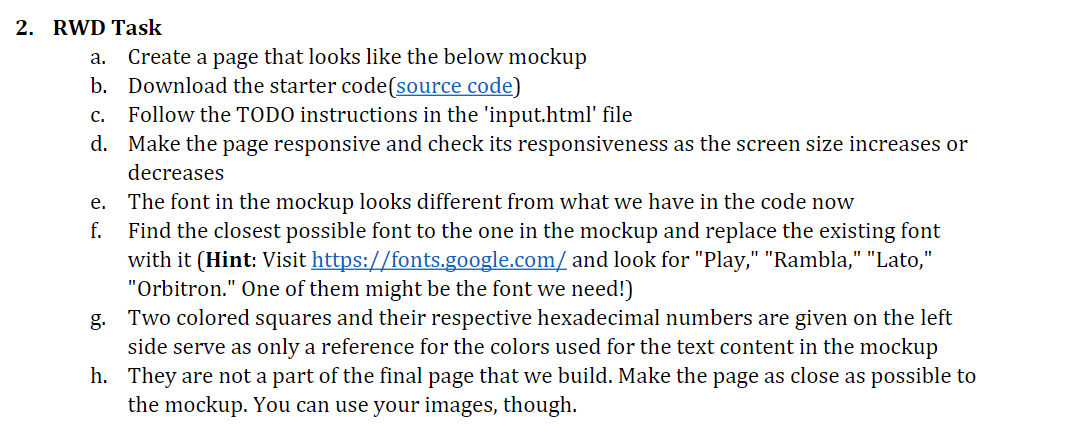 2. RWD Task
a. Create a page that looks like the below mockup
b. Download the starter code(source code)
c. Follow the TODO instructions in the 'input.html' file
d. Make the page responsive and check its responsiveness as the screen size increases or
decreases
e. The font in the mockup looks different from what we have in the code now
f. Find the closest possible font to the one in the mockup and replace the existing font
with it (Hint: Visit https://fonts.google.com/ and look for "Play," "Rambla," "Lato,"
"Orbitron." One of them might be the font we need!)
g. Two colored squares and their respective hexadecimal numbers are given on the left
side serve as only a reference for the colors used for the text content in the mockup
h. They are not a part of the final page that we build. Make the page as close as possible to
the mockup. You can use your images, though.